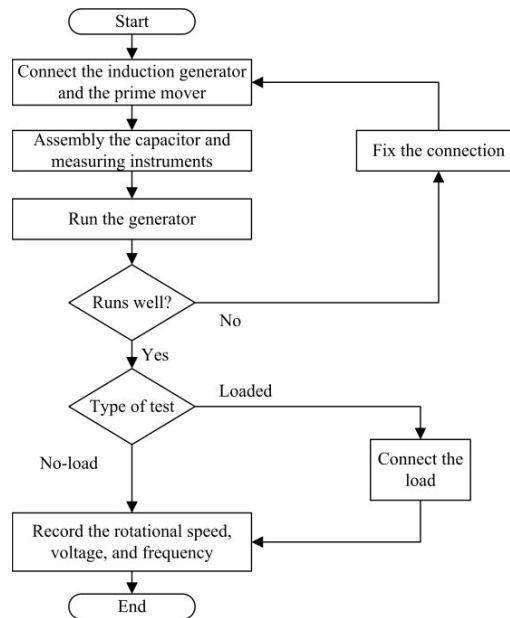 Start
Connect the induction generator
and the prime mover
Assembly the capacitor and
measuring instruments
Fix the connection
Run the generator
Runs well?
No
Yes
Type of test
Loaded
No-load
Connect the
load
Record the rotational speed,
voltage, and frequency
End